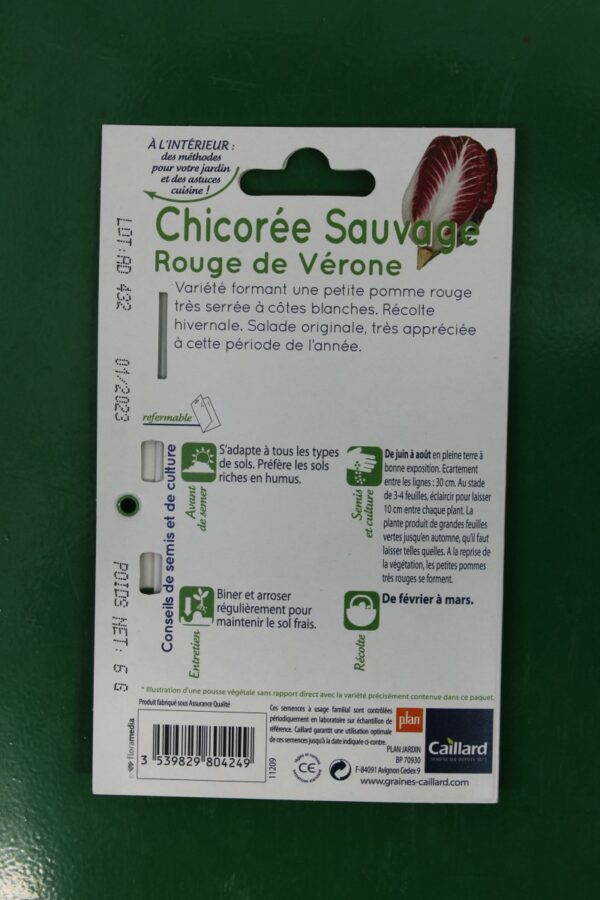 À L'INTÉRIEUR :
des méthodes
pour votre jardin
et des astuces
cuisine !
Chicorée Sauvage
Rouge de Vérone
Variété formant une petite pomme rouge
très serrée à côtes blanches. Récolte
hivernale. Salade originale, très appréciée
à cette période de l'année.
LOT:AD 432 01/2023 POIDS NET: 6 G
refermable
Conseils de semis et de culture
Avant
de semer
S'adapte à tous les types
de sols. Préfère les sols
riches en humus.
Semis
et culture
De juin à août en pleine terre à
bonne exposition. Ecartement
entre les lignes : 30 cm. Au stade
de 3-4 feuilles, éclaircir pour laisser
10 cm entre chaque plant. La
plante produit de grandes feuilles
vertes jusqu'en automne, qu'il faut
laisser telles quelles. A la reprise de
la végétation, les petites pommes
très rouges se forment.
Entretien
Biner et arroser
régulièrement pour
maintenir le sol frais.
Récolte
De février à mars.
* Illustration d'une pousse végétale sans rapport direct avec la variété précisément contenue dans ce paquet.
Produit fabriqué sous Assurance Qualité
floramedia
3 539829 804249
11209
Ces semences à usage familial sont contrôlées
périodiquement en laboratoire sur échantillon de
référence. Caillard garantit une utilisation optimale
de ces semences jusqu'à la date indiquée ci-contre.
CE
plan
PLAN JARDIN
BP 70930
F-84091 Avignon Cedex 9
Caillard
SEMENCIER DEPUIS
www.graines-caillard.com